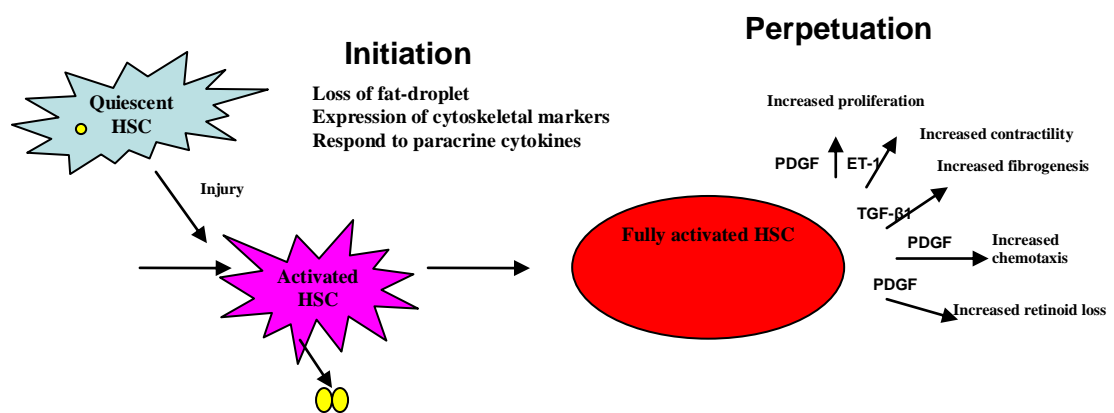 Initiation
Perpetuation
Quiescent
HSC
Loss of fat-droplet
Expression of cytoskeletal markers
Respond to paracrine cytokines
Injury
Activated
HSC
Fully activated HSC
Increased proliferation
PDGF
ET-1
Increased contractility
TGF-β1
Increased fibrogenesis
PDGF
Increased
chemotaxis
PDGF
Increased retinoid loss